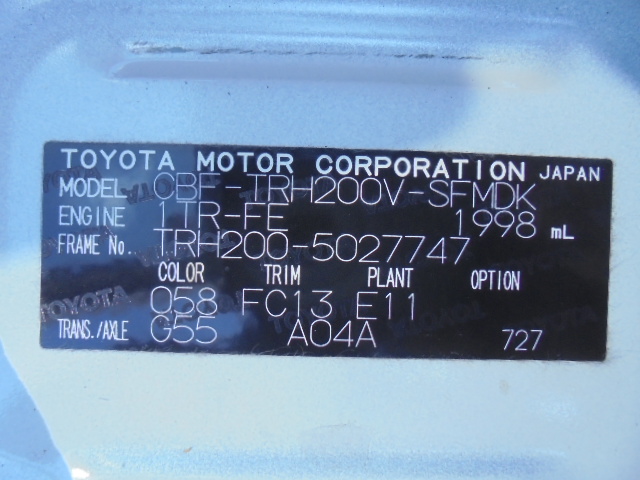 TOYOTA MOTOR CORPORATION JAPAN
MODEL CBF-TRH200V-SFMDK
ENGINE 1TR-FE 1998 mL
FRAME No. TRH200-5027747
COLOR TRIM PLANT OPTION
058 FC13 E11
TRANS./AXLE G55 A04A 727